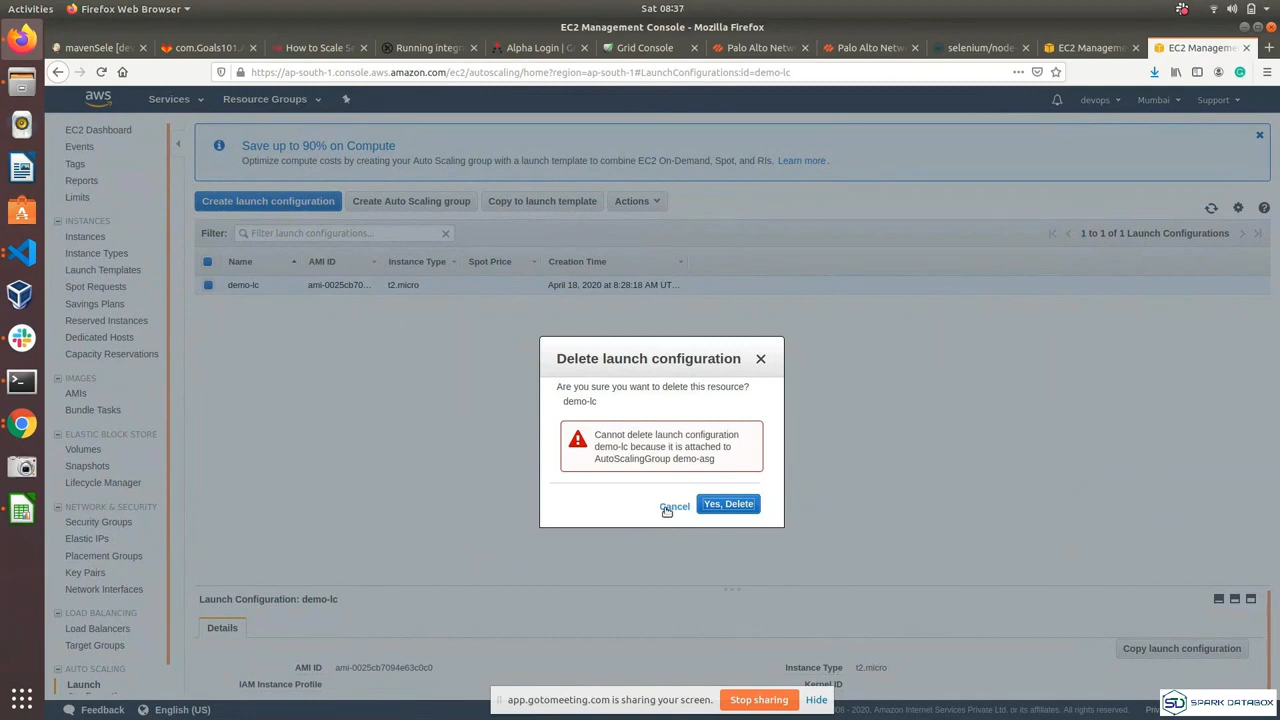 Activities
Firefox Web Browser
Sat 08:37
EC2 Management Console - Mozilla Firefox
mavenSele [dev
com.Goals101.
How to Scale Se
Running integr
Alpha Login | G
Grid Console
Palo Alto Netwo
Palo Alto Netwo
selenium/node-
EC2 Manageme
EC2 Manageme
https://ap-south-1.console.aws.amazon.com/ec2/autoscaling/home?region=ap-south-1#LaunchConfigurations:id=demo-lc
aws
Services
Resource Groups
devops
Mumbai
Support
EC2 Dashboard
Events
Tags
Reports
Limits
INSTANCES
Instances
Instance Types
Launch Templates
Spot Requests
Savings Plans
Reserved Instances
Dedicated Hosts
Capacity Reservations
IMAGES
AMIs
Bundle Tasks
ELASTIC BLOCK STORE
Volumes
Snapshots
Lifecycle Manager
NETWORK & SECURITY
Security Groups
Elastic IPs
Placement Groups
Key Pairs
Network Interfaces
LOAD BALANCING
Load Balancers
Target Groups
AUTO SCALING
Launch
Save up to 90% on Compute
Optimize compute costs by creating your Auto Scaling group with a launch template to combine EC2 On-Demand, Spot, and RIs. Learn more.
Create launch configuration
Create Auto Scaling group
Copy to launch template
Actions
Filter:
Filter launch configurations...
1 to 1 of 1 Launch Configurations
Name
AMI ID
Instance Type
Spot Price
Creation Time
demo-lc
ami-0025cb70...
t2.micro
April 18, 2020 at 8:28:18 AM UT...
Delete launch configuration
Are you sure you want to delete this resource?
demo-lc
Cannot delete launch configuration
demo-lc because it is attached to
AutoScalingGroup demo-asg
Cancel
Yes, Delete
Launch Configuration: demo-lc
Details
Copy launch configuration
AMI ID
ami-0025cb7094e63c0c0
Instance Type
t2.micro
IAM Instance Profile
Kernel ID
app.gotomeeting.com is sharing your screen.
Stop sharing
Hide
Feedback
English (US)
08 - 2020, Amazon Internet Services Private Ltd. or its affiliates. All rights reserved.
SPARK DATABOX